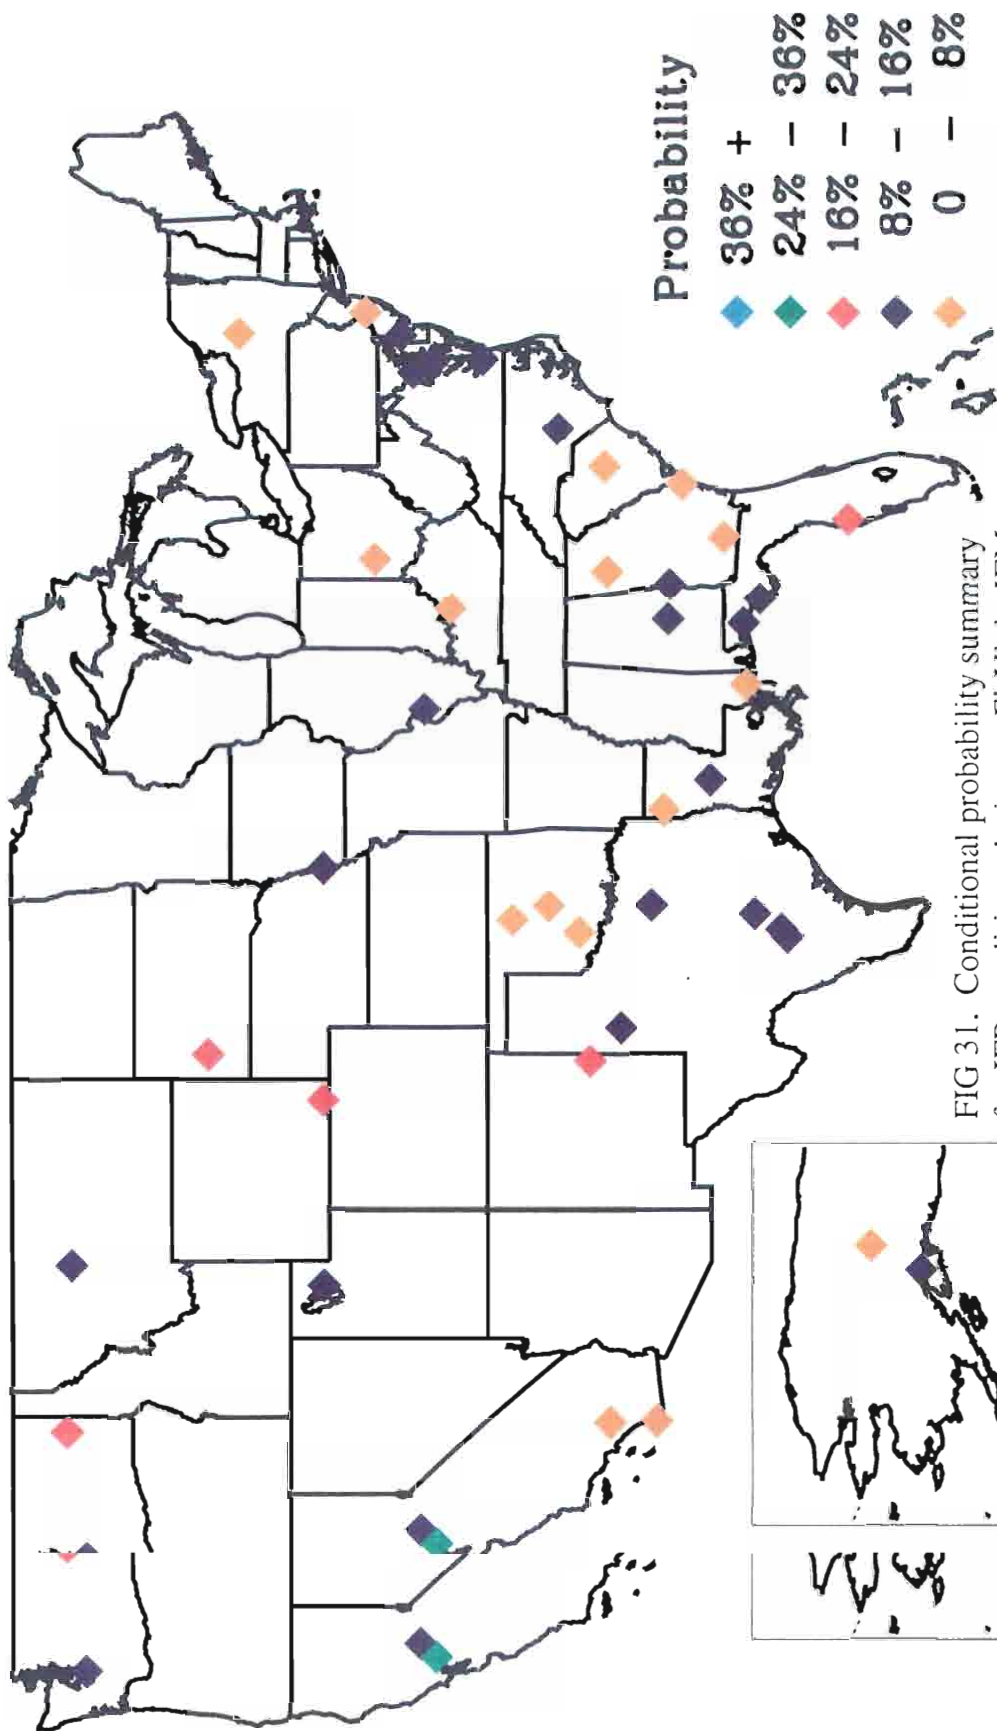 Probability
36% +
24% - 36%
16% - 24%
8% - 16%
0 - 8%
FIG 31. Conditional probability summary